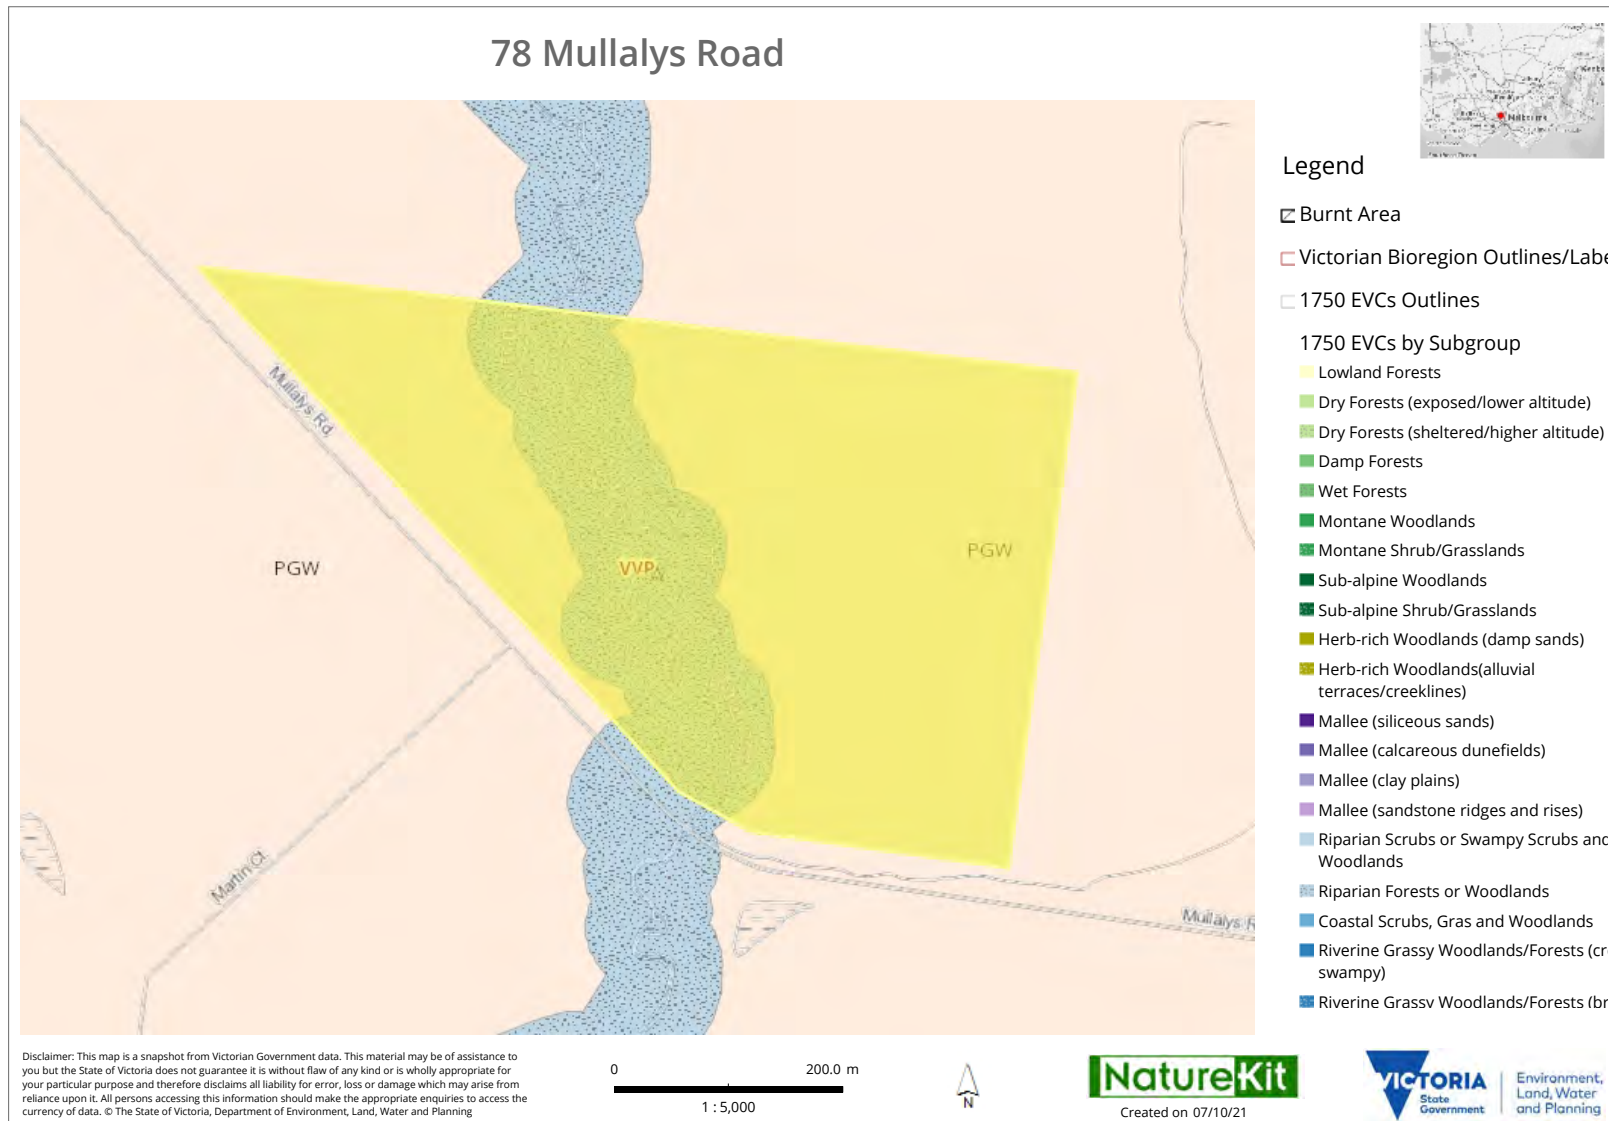 78 Mullalys Road
Mullalys Rd
PGW
VVP
PGW
Martin Ct
Mullalys R
Melbourne
Legend
Burnt Area
Victorian Bioregion Outlines/Labe
1750 EVCs Outlines
1750 EVCs by Subgroup
Lowland Forests
Dry Forests (exposed/lower altitude)
Dry Forests (sheltered/higher altitude)
Damp Forests
Wet Forests
Montane Woodlands
Montane Shrub/Grasslands
Sub-alpine Woodlands
Sub-alpine Shrub/Grasslands
Herb-rich Woodlands (damp sands)
Herb-rich Woodlands(alluvial
terraces/creeklines)
Mallee (siliceous sands)
Mallee (calcareous dunefields)
Mallee (clay plains)
Mallee (sandstone ridges and rises)
Riparian Scrubs or Swampy Scrubs and
Woodlands
Riparian Forests or Woodlands
Coastal Scrubs, Gras and Woodlands
Riverine Grassy Woodlands/Forests (cre
swampy)
Riverine Grassy Woodlands/Forests (br
Disclaimer: This map is a snapshot from Victorian Government data. This material may be of assistance to
you but the State of Victoria does not guarantee it is without flaw of any kind or is wholly appropriate for
your particular purpose and therefore disclaims all liability for error, loss or damage which may arise from
reliance upon it. All persons accessing this information should make the appropriate enquiries to access the
currency of data. © The State of Victoria, Department of Environment, Land, Water and Planning
0 200.0 m
1 : 5,000
N
NatureKit
Created on 07/10/21
VICTORIA
State
Government
Environment,
Land, Water
and Planning